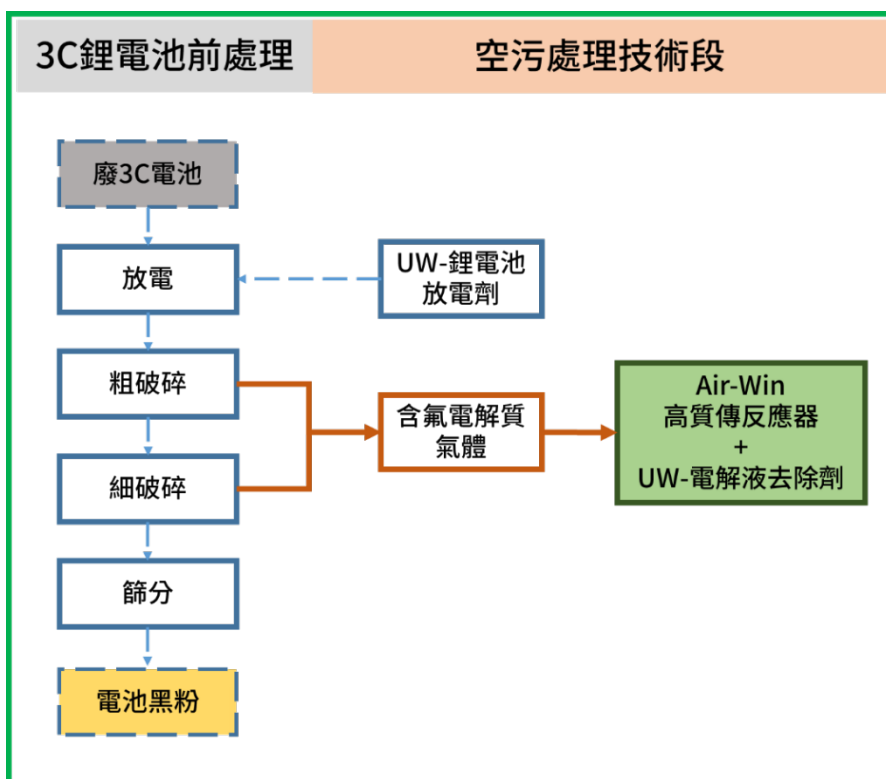 3C鋰電池前處理
空污處理技術段
廢3C電池
放電
UW-鋰電池
放電劑
粗破碎
細破碎
含氟電解質
氣體
Air-Win
高質傳反應器
+
UW-電解液去除劑
篩分
電池黑粉